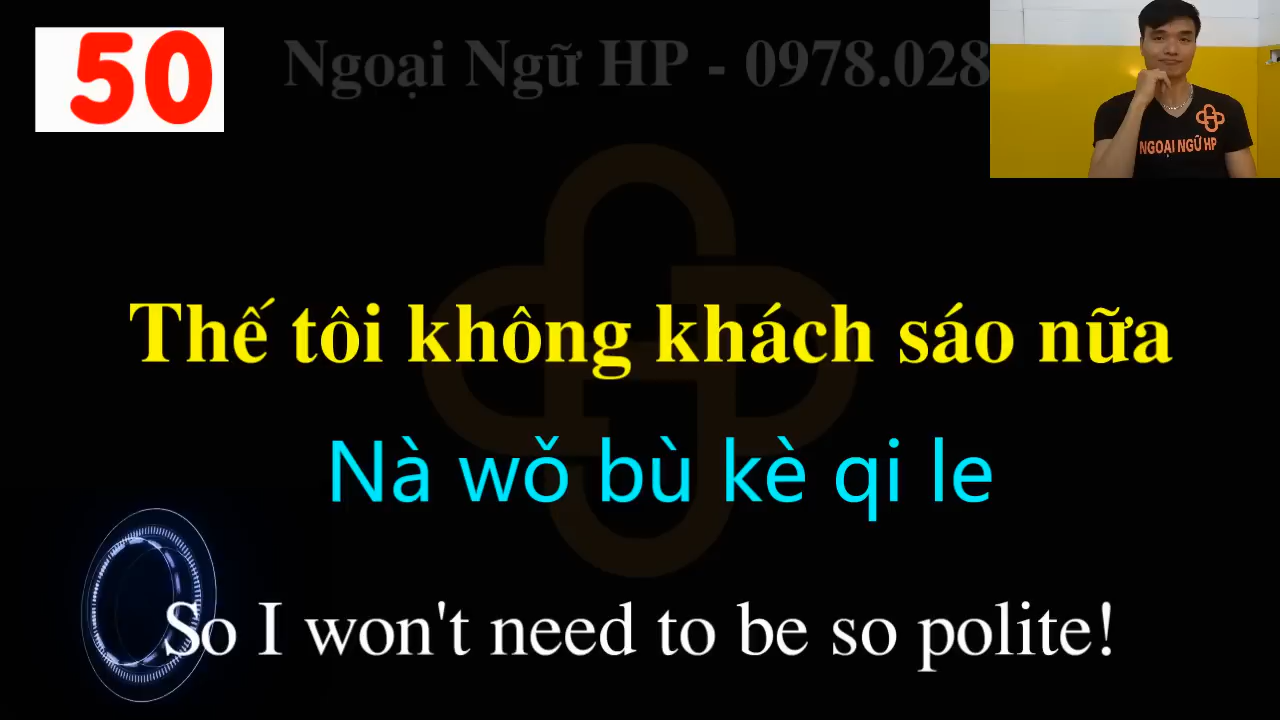 50
Ngoại Ngữ HP - 0978.028
NGOẠI NGỮ HP
Thế tôi không khách sáo nữa
Nà wǒ bù kè qi le
So I won't need to be so polite!